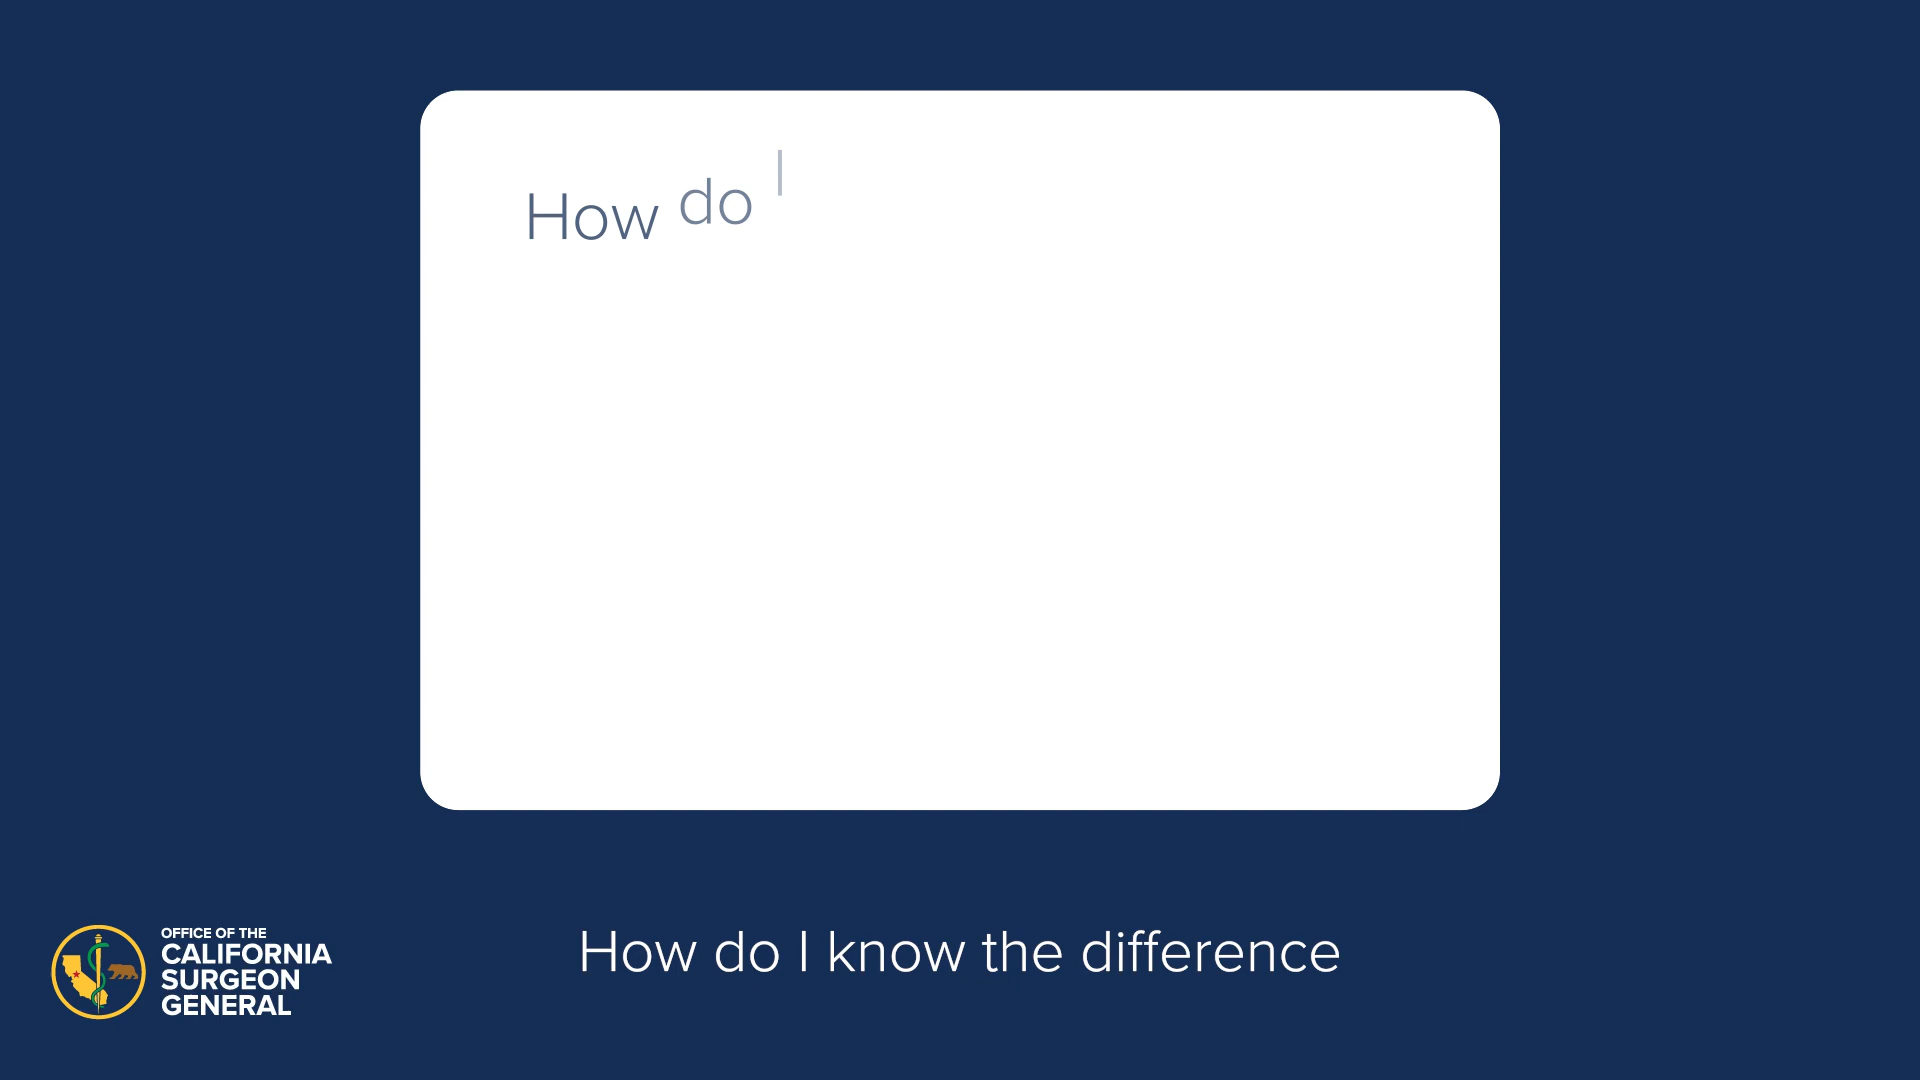 How do I
OFFICE OF THE
CALIFORNIA
SURGEON
GENERAL
How do I know the difference